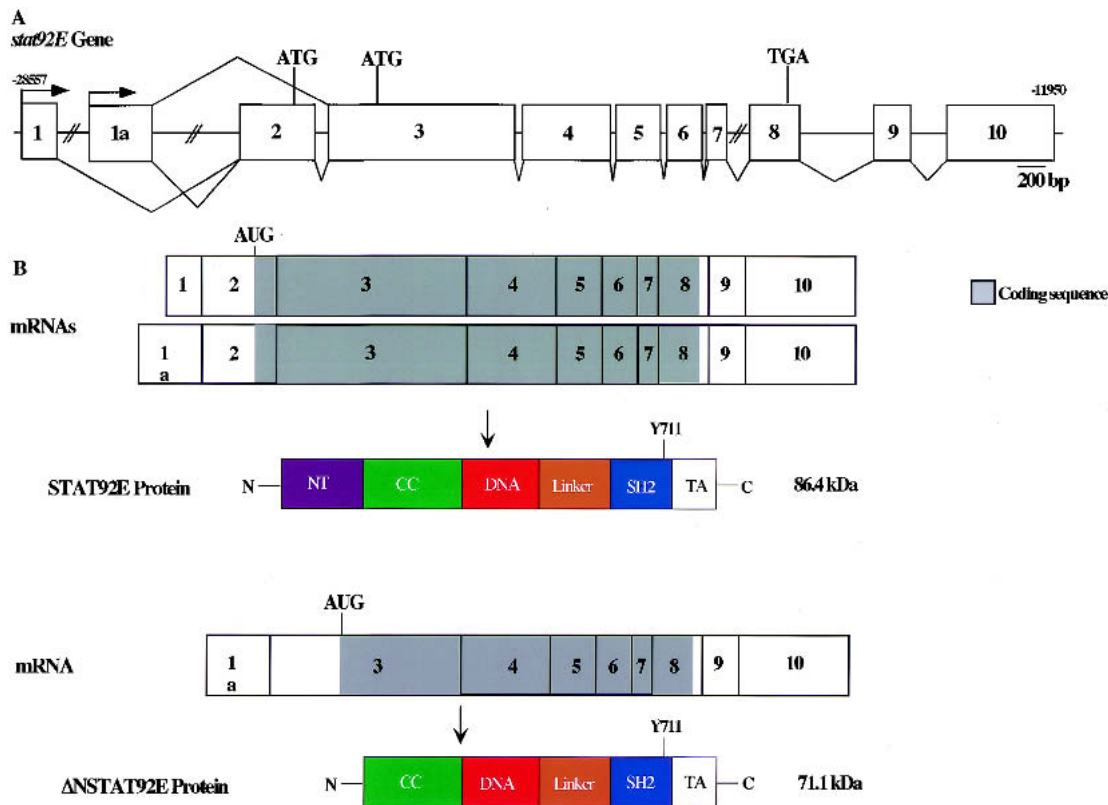 A
stat92E Gene
ATG ATG TGA
-28557 -11950
1 1a 2 3 4 5 6 7 8 9 10
200 bp
AUG
B
1 2 3 4 5 6 7 8 9 10
Coding sequence
mRNAs
1a 2 3 4 5 6 7 8 9 10
Y711
STAT92E Protein N NT CC DNA Linker SH2 TA C 86.4 kDa
AUG
mRNA 1a 3 4 5 6 7 8 9 10
Y711
ΔNSTAT92E Protein N CC DNA Linker SH2 TA C 71.1 kDa